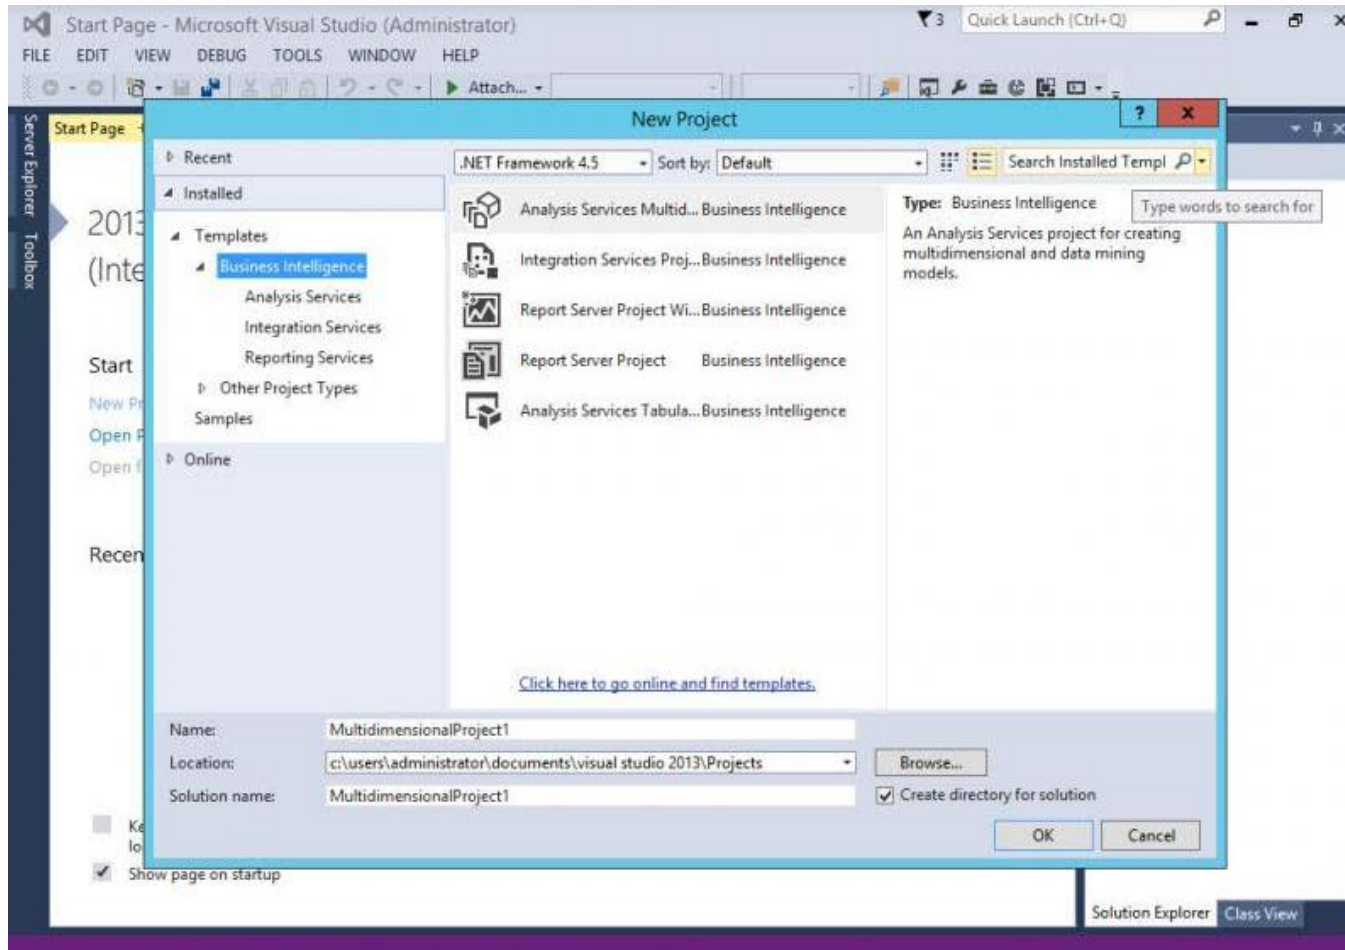 Start Page - Microsoft Visual Studio (Administrator)
3
Quick Launch (Ctrl+Q)
FILE EDIT VIEW DEBUG TOOLS WINDOW HELP
Attach...
Server Explorer
Toolbox
Start Page
New Project
? x
Recent
.NET Framework 4.5
Sort by: Default
Search Installed Templ
Installed
Templates
Business Intelligence
Analysis Services
Integration Services
Reporting Services
Other Project Types
Samples
Online
Analysis Services Multid... Business Intelligence
Integration Services Proj... Business Intelligence
Report Server Project Wi... Business Intelligence
Report Server Project Business Intelligence
Analysis Services Tabula... Business Intelligence
Type: Business Intelligence
Type words to search for
An Analysis Services project for creating
multidimensional and data mining
models.
2013
(Inte
Start
New Pr
Open P
Open f
Recen
Click here to go online and find templates.
Name: MultidimensionalProject1
Location: c:\users\administrator\documents\visual studio 2013\Projects
Browse...
Solution name: MultidimensionalProject1
Create directory for solution
OK Cancel
Ke
lo
Show page on startup
Solution Explorer Class View